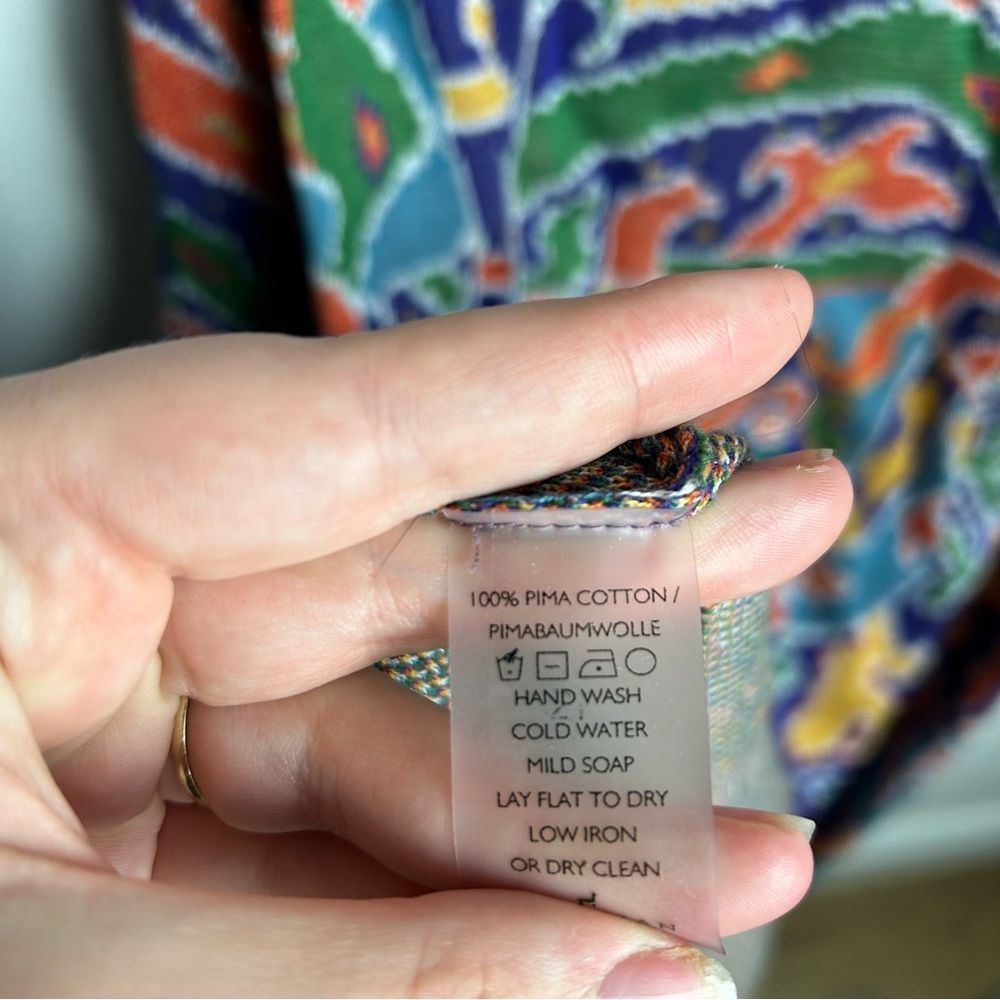 100% PIMA COTTON /
PIMABAUMWOLLE
HAND WASH
COLD WATER
MILD SOAP
LAY FLAT TO DRY
LOW IRON
OR DRY CLEAN